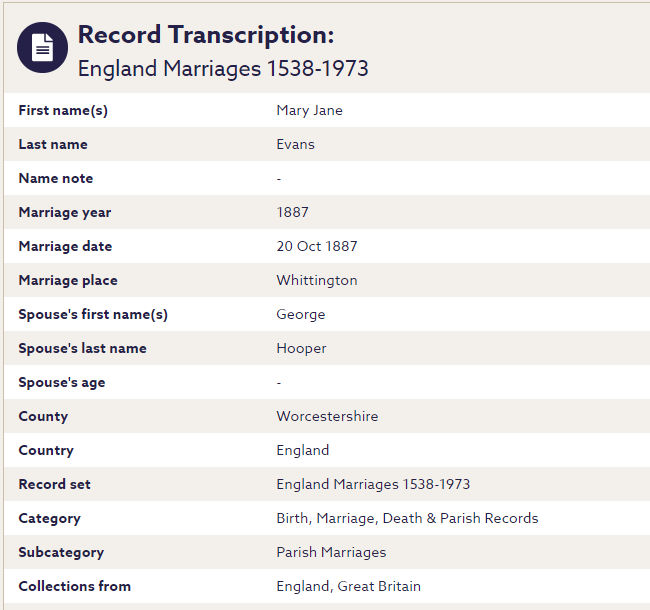 Record Transcription:
England Marriages 1538-1973
First name(s) Mary Jane
Last name Evans
Name note -
Marriage year 1887
Marriage date 20 Oct 1887
Marriage place Whittington
Spouse's first name(s) George
Spouse's last name Hooper
Spouse's age -
County Worcestershire
Country England
Record set England Marriages 1538-1973
Category Birth, Marriage, Death & Parish Records
Subcategory Parish Marriages
Collections from England, Great Britain